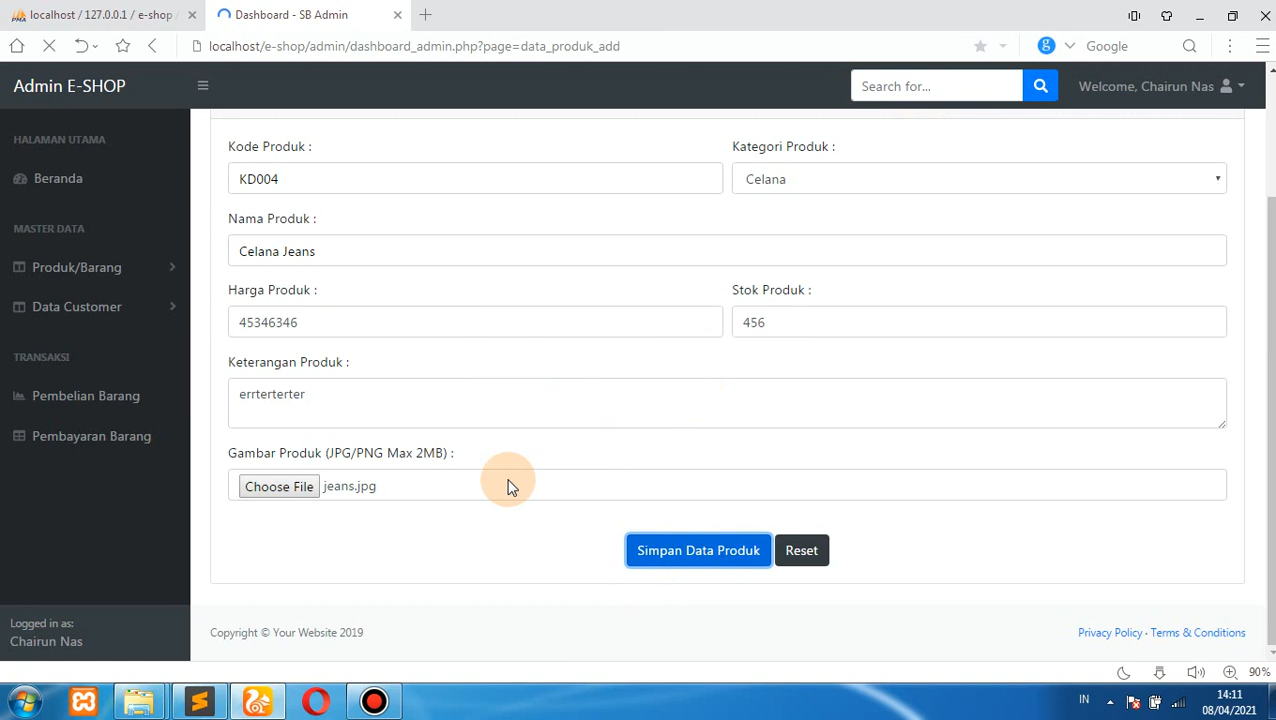 localhost / 127.0.0.1 / e-shop
Dashboard - SB Admin
localhost/e-shop/admin/dashboard_admin.php?page=data_produk_add
Google
Admin E-SHOP
Search for...
Welcome, Chairun Nas
HALAMAN UTAMA
Beranda
MASTER DATA
Produk/Barang
Data Customer
TRANSAKSI
Pembelian Barang
Pembayaran Barang
Logged in as:
Chairun Nas
Kode Produk :
Kategori Produk :
KD004
Celana
Nama Produk :
Celana Jeans
Harga Produk :
Stok Produk :
45346346
456
Keterangan Produk :
errterterter
Gambar Produk (JPG/PNG Max 2MB) :
Choose File jeans.jpg
Simpan Data Produk
Reset
Copyright © Your Website 2019
Privacy Policy · Terms & Conditions
90%
IN
14:11
08/04/2021